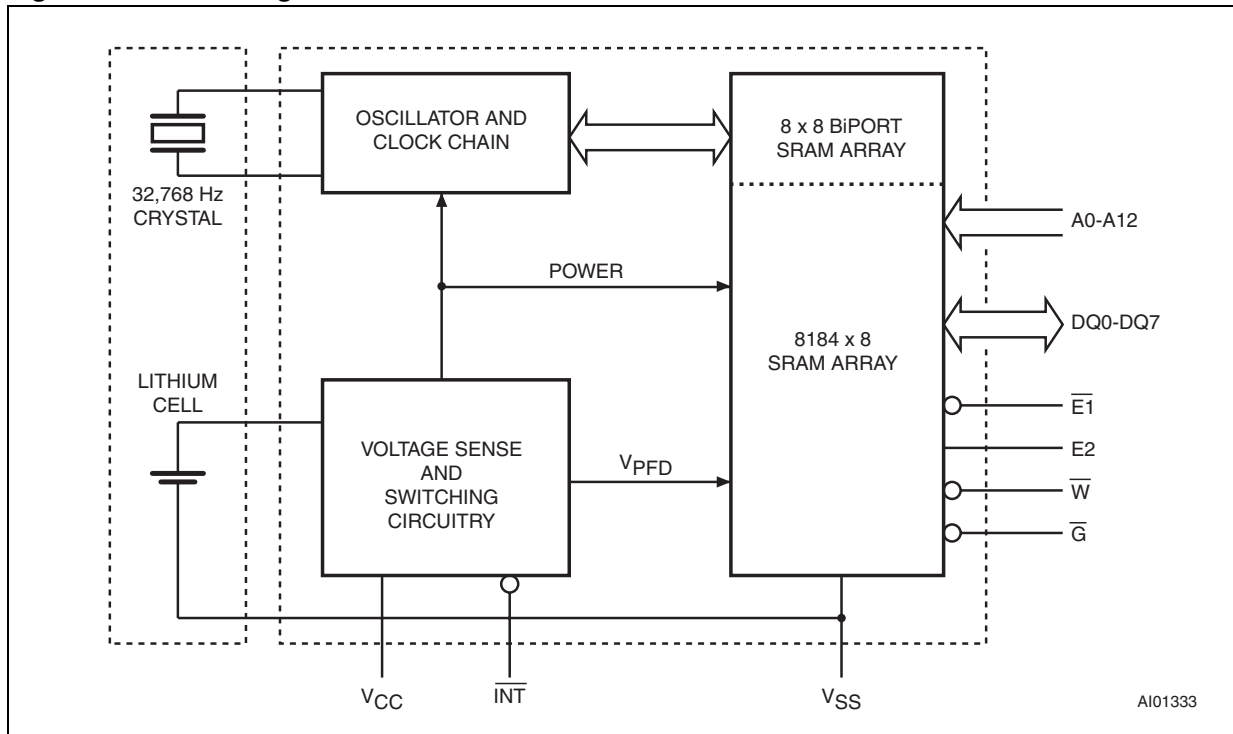 OSCILLATOR AND
CLOCK CHAIN
8 x 8 BiPORT
SRAM ARRAY
32,768 Hz
CRYSTAL
A0-A12
POWER
DQ0-DQ7
8184 x 8
SRAM ARRAY
LITHIUM
CELL
E1
VOLTAGE SENSE
AND
SWITCHING
CIRCUITRY
VPFD
E2
W
G
VCC
INT
VSS
AI01333